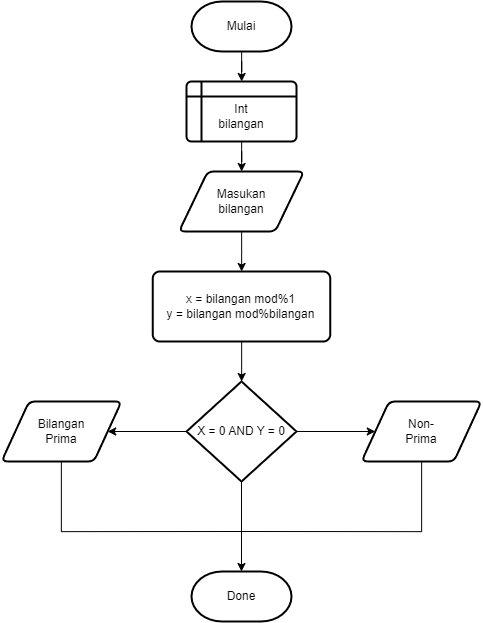 Mulai
Int
bilangan
Masukan
bilangan
x = bilangan mod%1
y = bilangan mod%bilangan
Bilangan
Prima
X = 0 AND Y = 0
Non-
Prima
Done